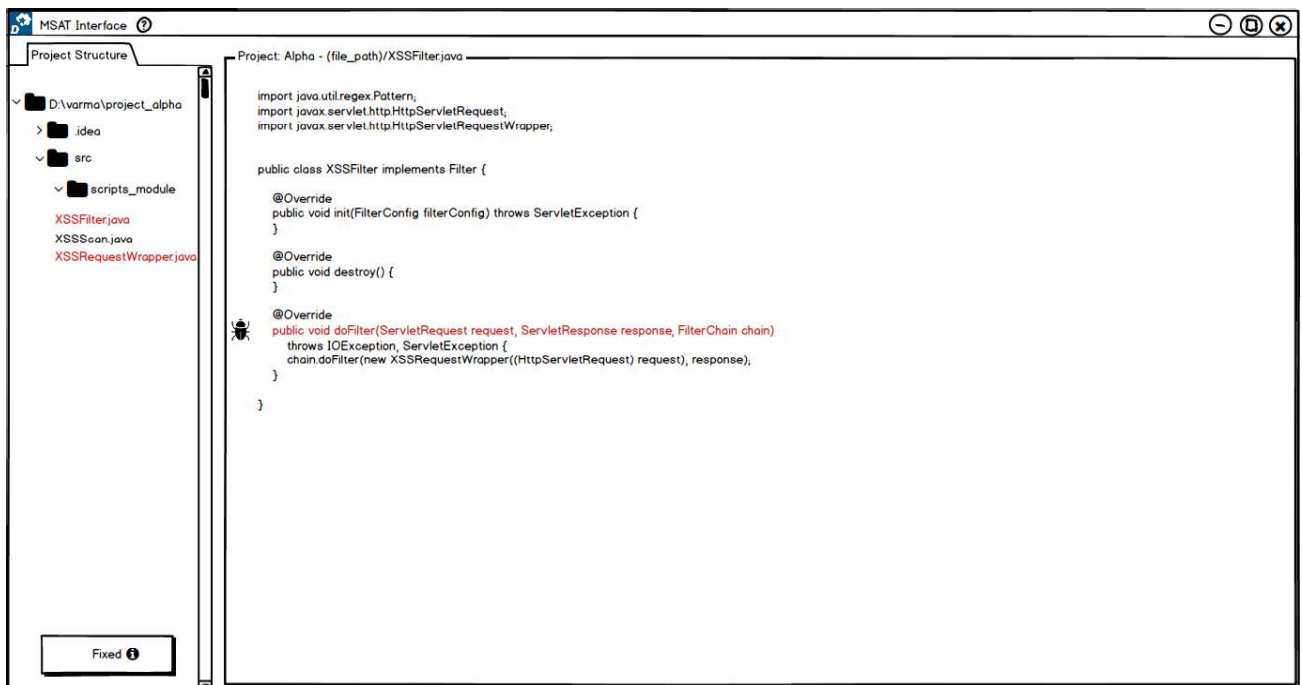 MSAT Interface ?
Project Structure
D:\varma\project_alpha
.idea
src
scripts_module
XSSFilter.java
XSSScan.java
XSSRequestWrapper.java
Fixed i
Project: Alpha - (file_path)/XSSFilter.java
import java.util.regex.Pattern;
import javax.servlet.http.HttpServletRequest;
import javax.servlet.http.HttpServletRequestWrapper;
public class XSSFilter implements Filter {
@Override
public void init(FilterConfig filterConfig) throws ServletException {
}
@Override
public void destroy() {
}
@Override
public void doFilter(ServletRequest request, ServletResponse response, FilterChain chain)
throws IOException, ServletException {
chain.doFilter(new XSSRequestWrapper((HttpServletRequest) request), response);
}
}